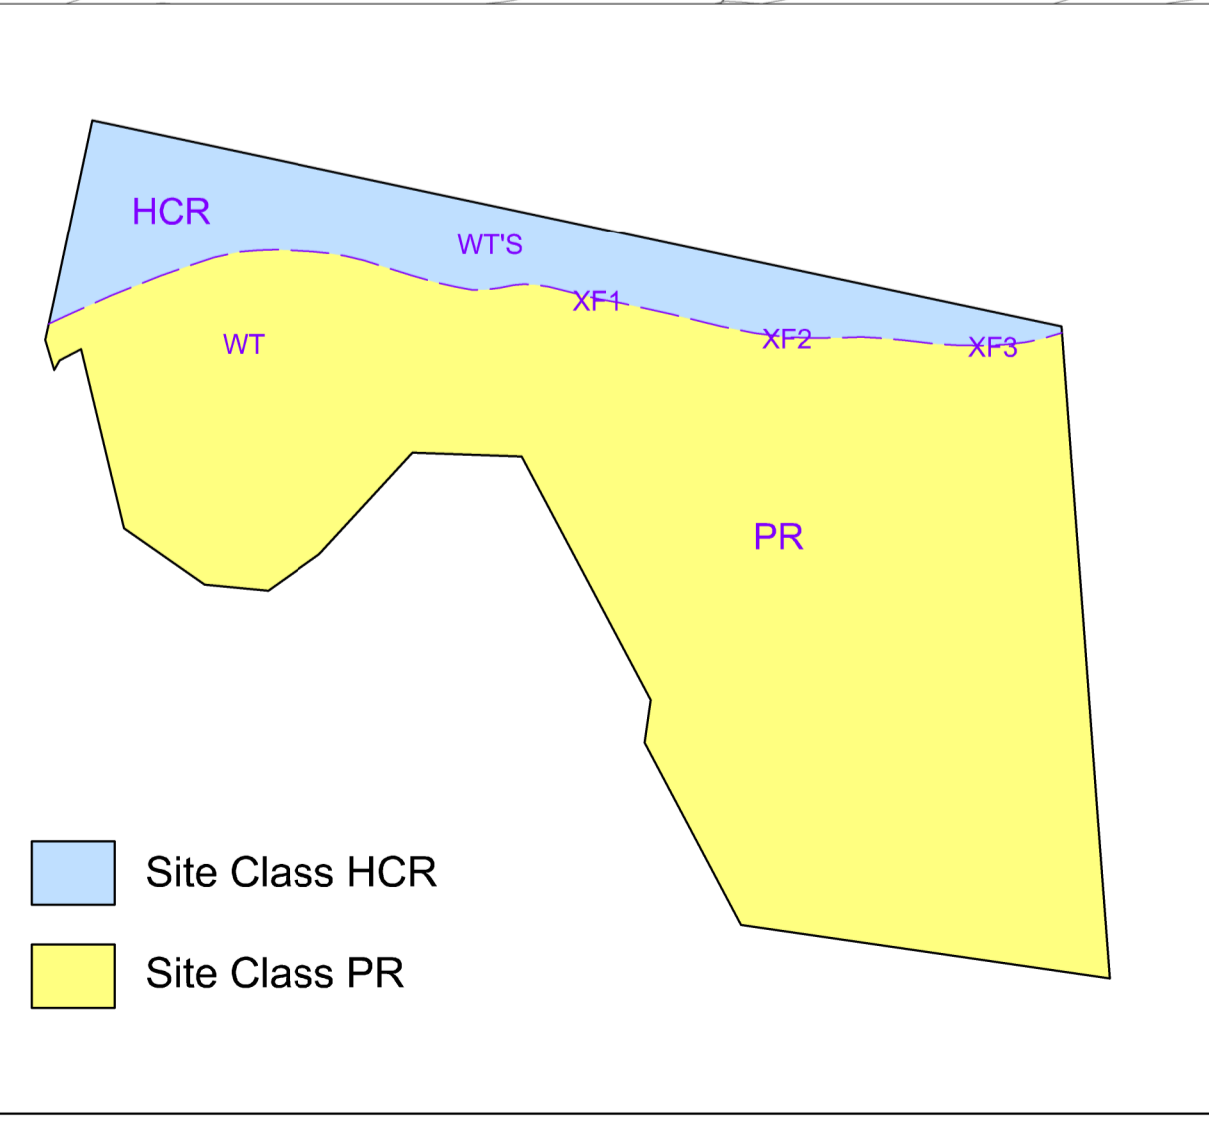 HCR
WT'S
XF1
XF2
XF3
WT
PR
Site Class HCR
Site Class PR